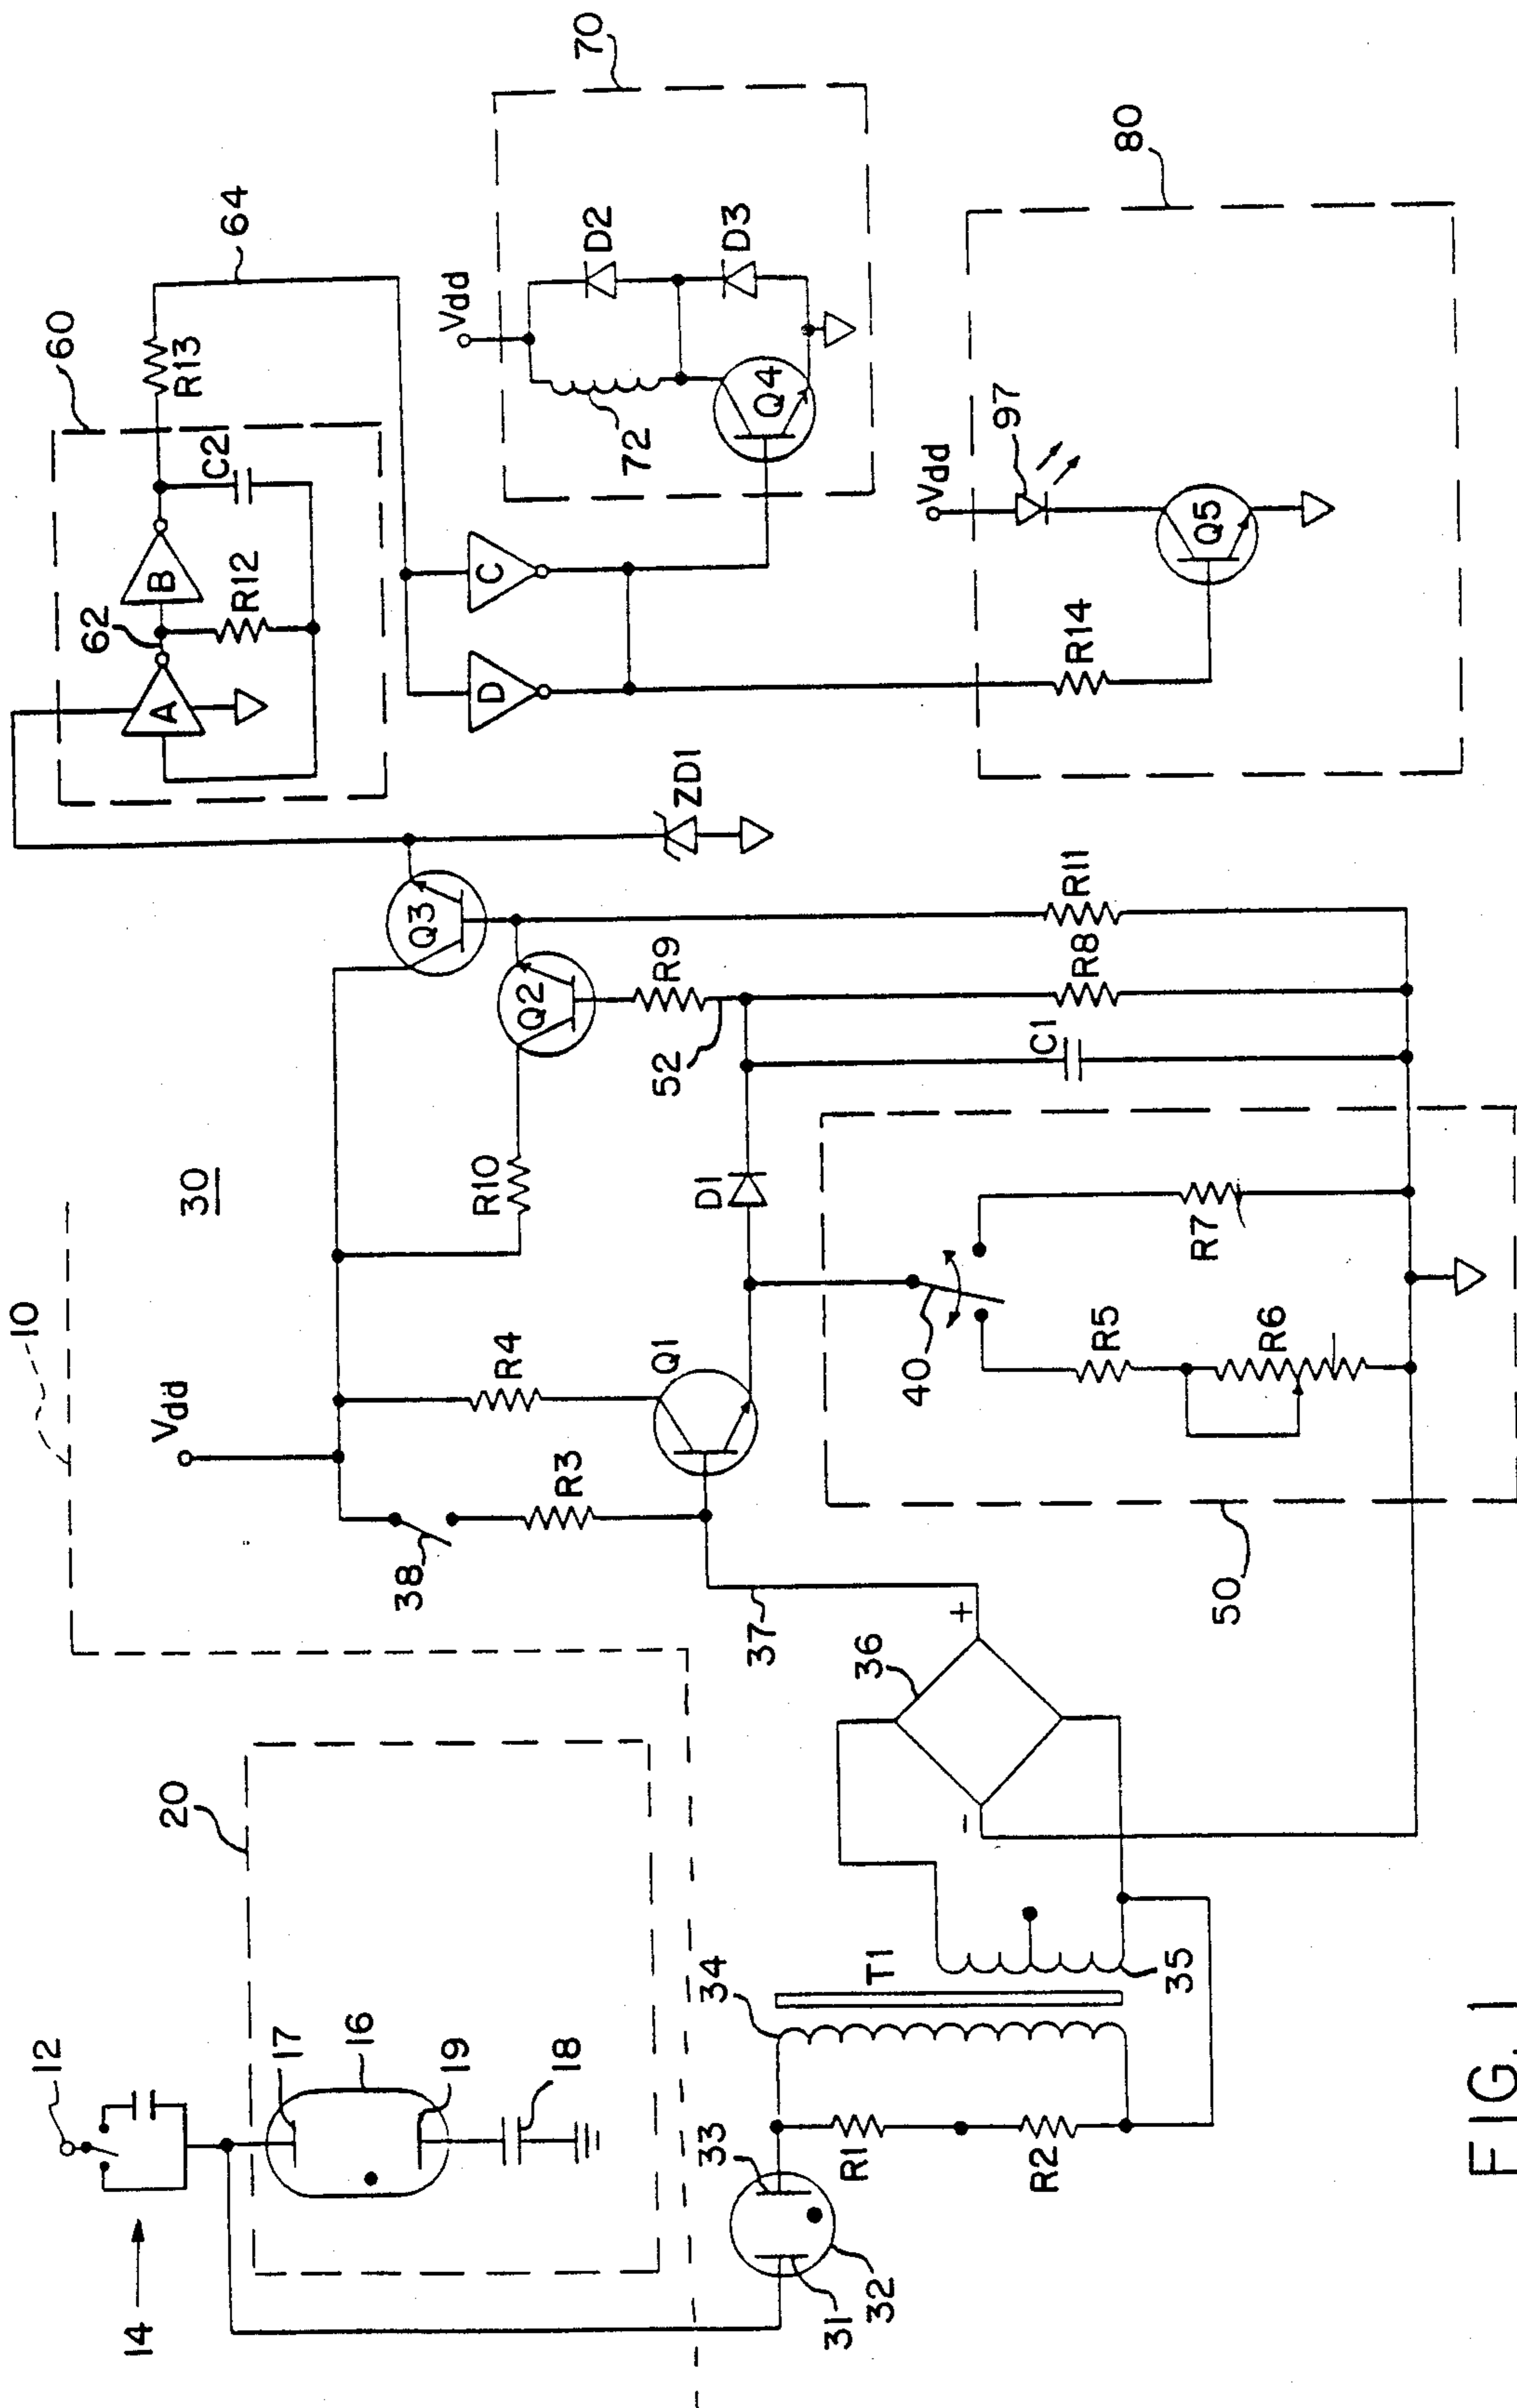 10
12
14
17
16
19
18
20
Vdd
30
38
R3
R4
Q1
R10
Q2
Q3
R9
52
D1
ZD1
60
62
A
B
R12
C2
R13
64
D
C
70
Vdd
72
D2
D3
Q4
80
Vdd
97
R14
Q5
31
32
33
R1
R2
34
T1
35
36
+
-
37
40
50
R5
R6
R7
C1
R8
R11
FIG. 1